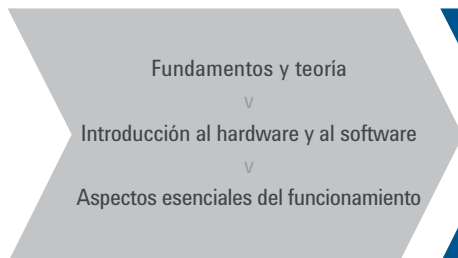 Fundamentos y teoría
v
Introducción al hardware y al software
v
Aspectos esenciales del funcionamiento